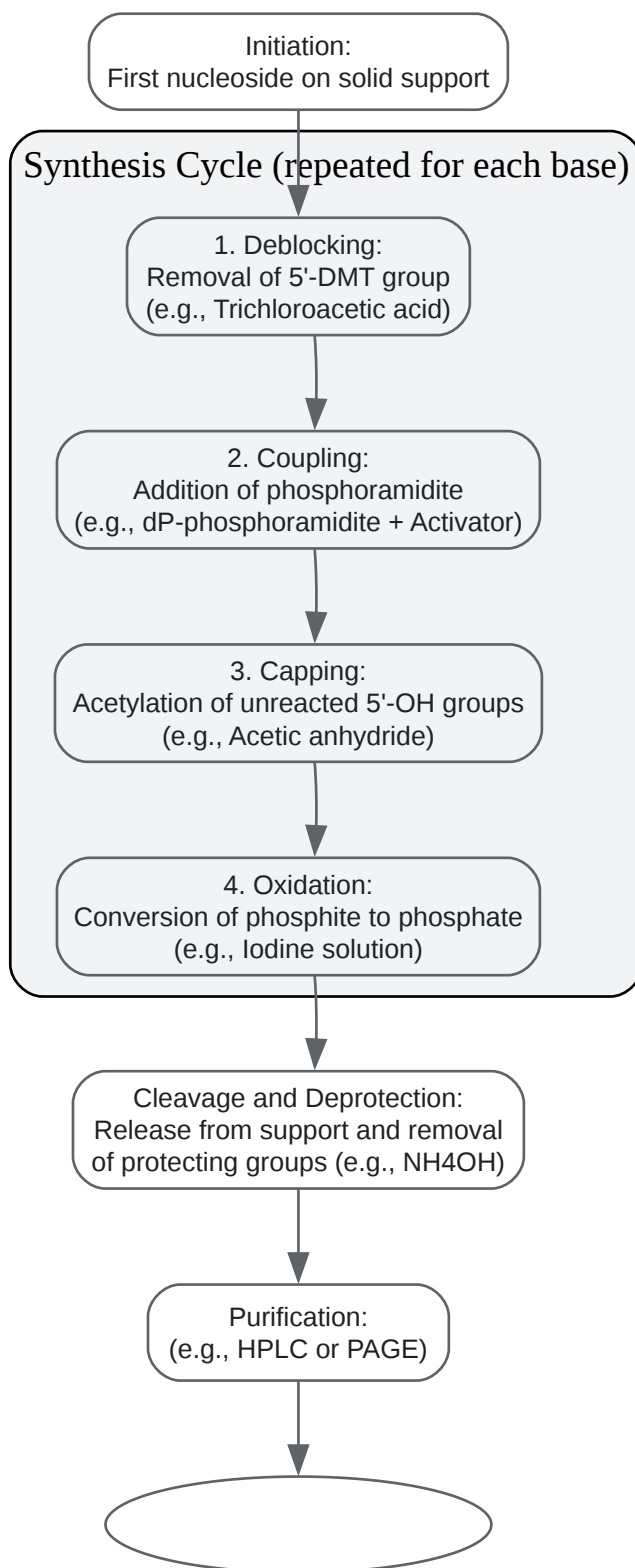 Initiation:
First nucleoside on solid support
Synthesis Cycle (repeated for each base)
1. Deblocking:
Removal of 5'-DMT group
(e.g., Trichloroacetic acid)
2. Coupling:
Addition of phosphoramidite
(e.g., dP-phosphoramidite + Activator)
3. Capping:
Acetylation of unreacted 5'-OH groups
(e.g., Acetic anhydride)
4. Oxidation:
Conversion of phosphite to phosphate
(e.g., Iodine solution)
Cleavage and Deprotection:
Release from support and removal
of protecting groups (e.g., NH4OH)
Purification:
(e.g., HPLC or PAGE)